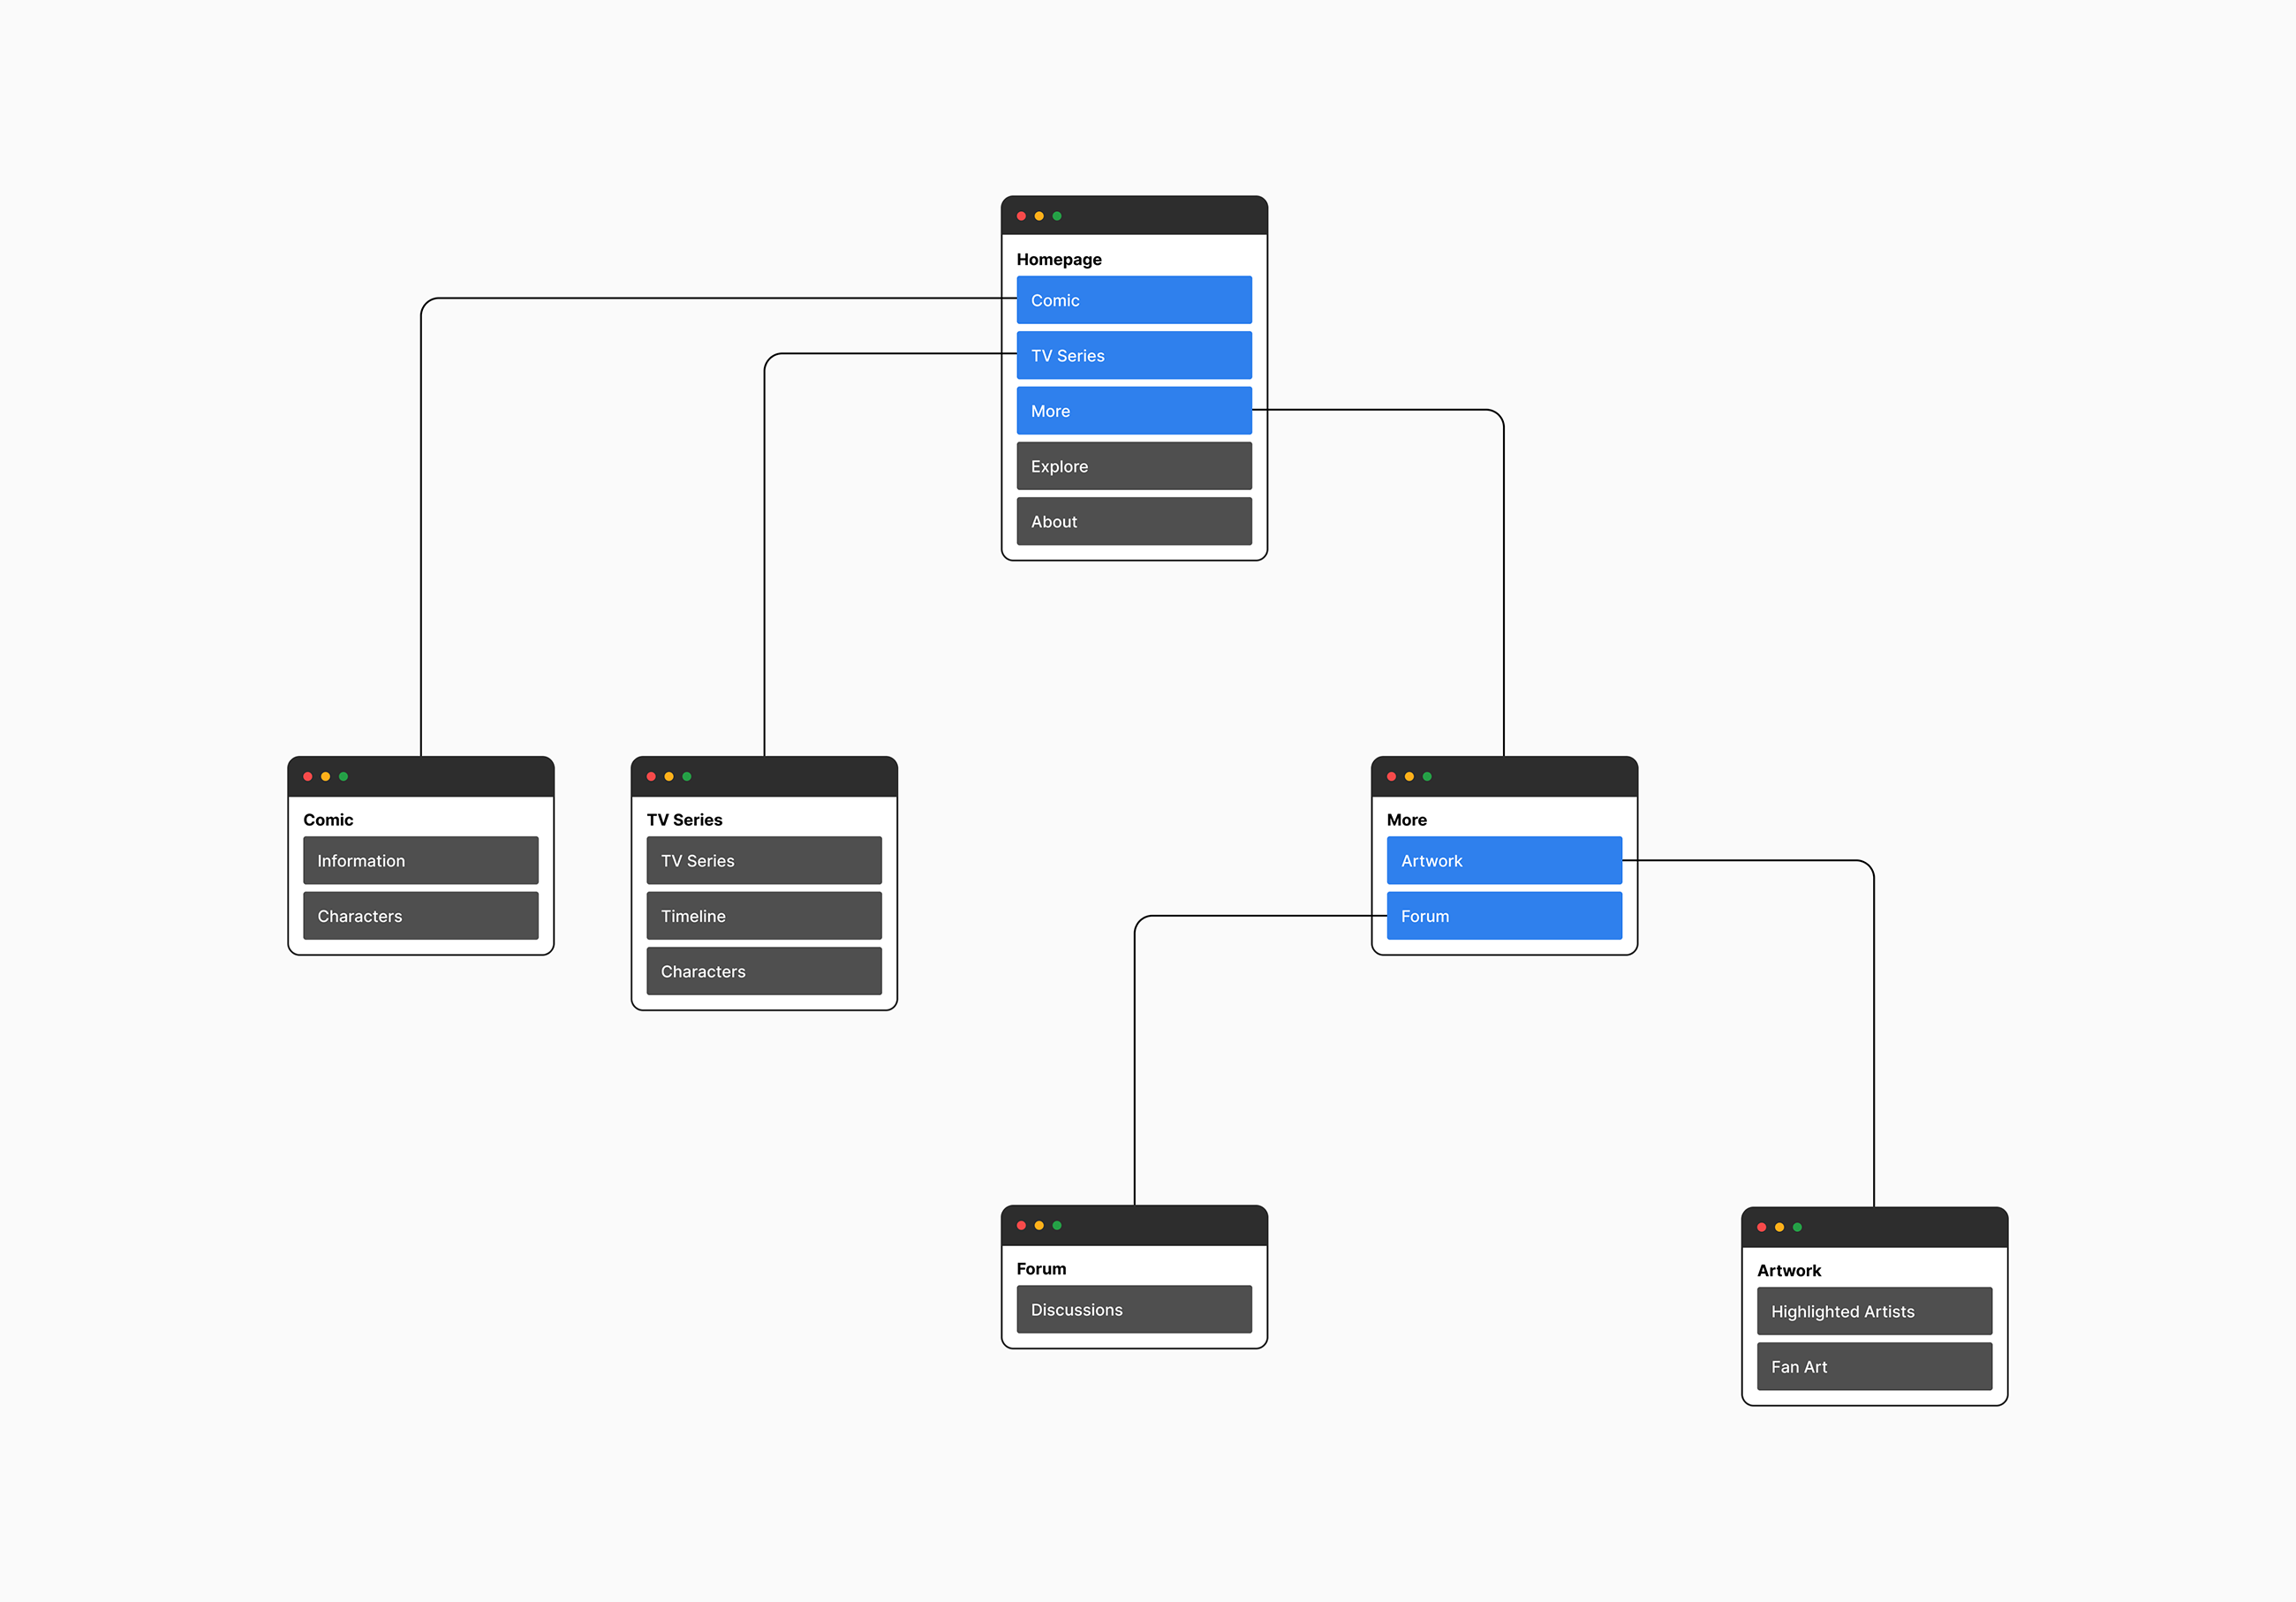 Homepage
Comic
TV Series
More
Explore
About
Comic
Information
Characters
TV Series
TV Series
Timeline
Characters
More
Artwork
Forum
Forum
Discussions
Artwork
Highlighted Artists
Fan Art